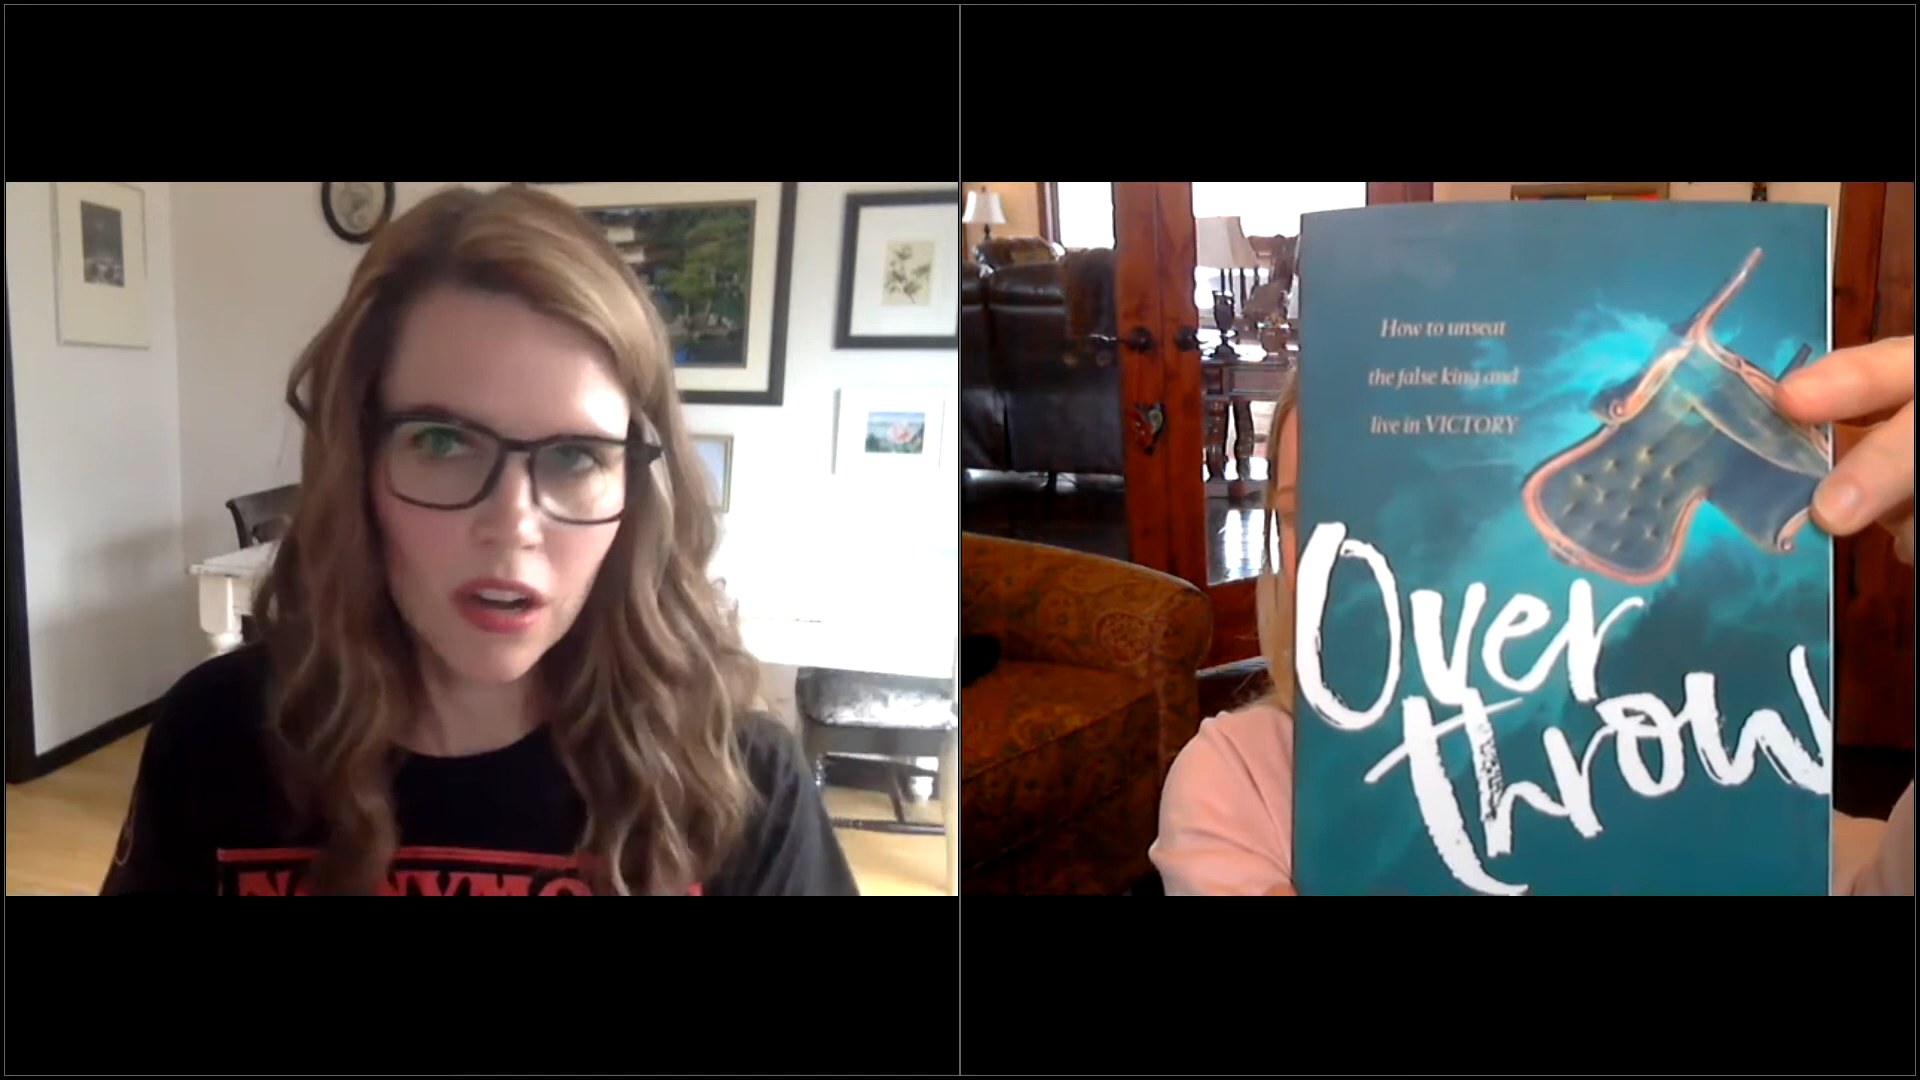 How to unseat
the false king and
live in VICTORY
Over
throw